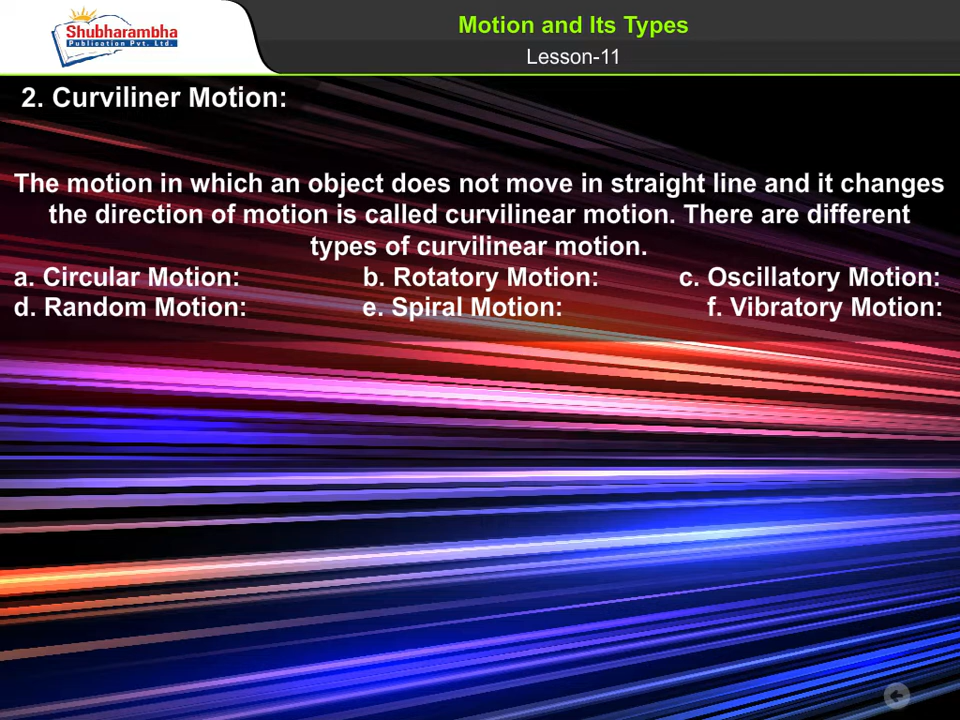 Shubharambha
Publication Pvt. Ltd.
Motion and Its Types
Lesson-11
2. Curviliner Motion:
The motion in which an object does not move in straight line and it changes
the direction of motion is called curvilinear motion. There are different
types of curvilinear motion.
a. Circular Motion: b. Rotatory Motion: c. Oscillatory Motion:
d. Random Motion: e. Spiral Motion: f. Vibratory Motion: